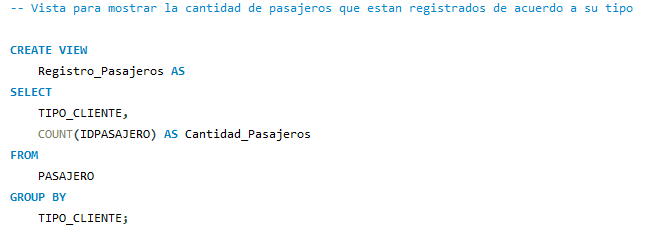 -- Vista para mostrar la cantidad de pasajeros que estan registrados de acuerdo a su tipo
CREATE VIEW
Registro_Pasajeros AS
SELECT
TIPO_CLIENTE,
COUNT(IDPASAJERO) AS Cantidad_Pasajeros
FROM
PASAJERO
GROUP BY
TIPO_CLIENTE;